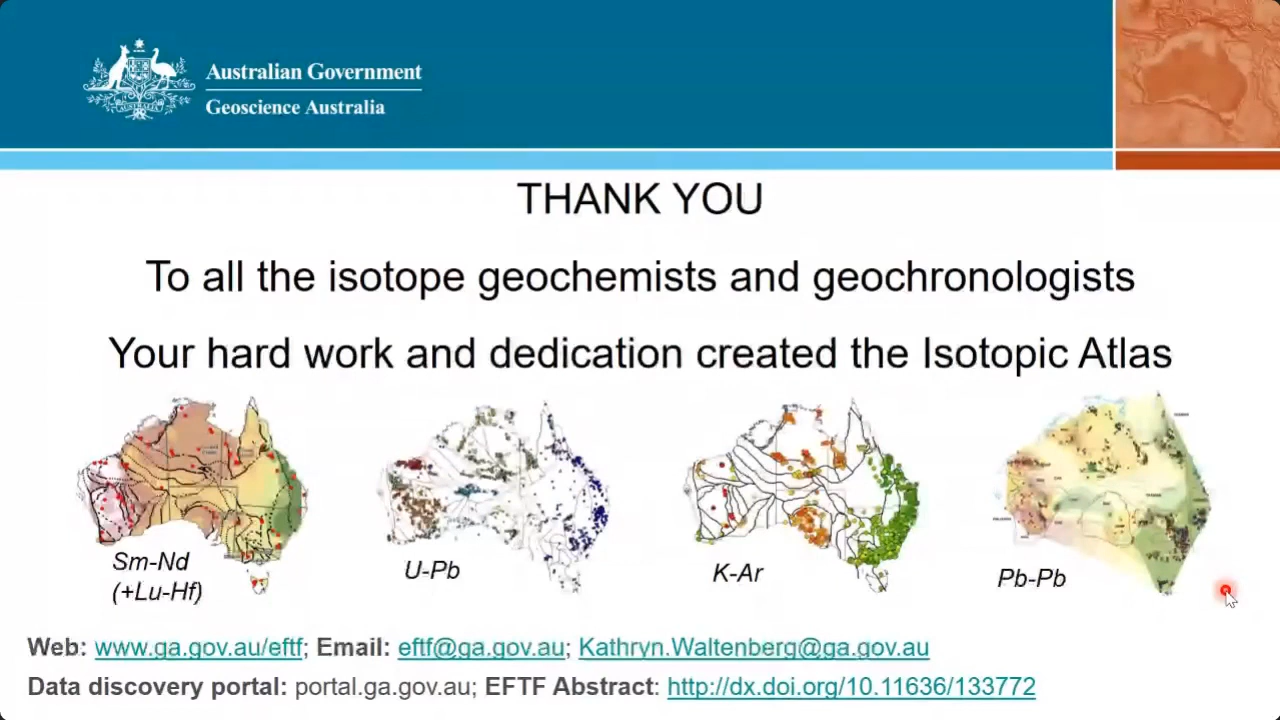 Australian Government
Geoscience Australia
THANK YOU
To all the isotope geochemists and geochronologists
Your hard work and dedication created the Isotopic Atlas
Sm-Nd
(+Lu-Hf)
U-Pb
K-Ar
Pb-Pb
Web: www.ga.gov.au/eftf; Email: eftf@ga.gov.au; Kathryn.Waltenberg@ga.gov.au
Data discovery portal: portal.ga.gov.au; EFTF Abstract: http://dx.doi.org/10.11636/133772